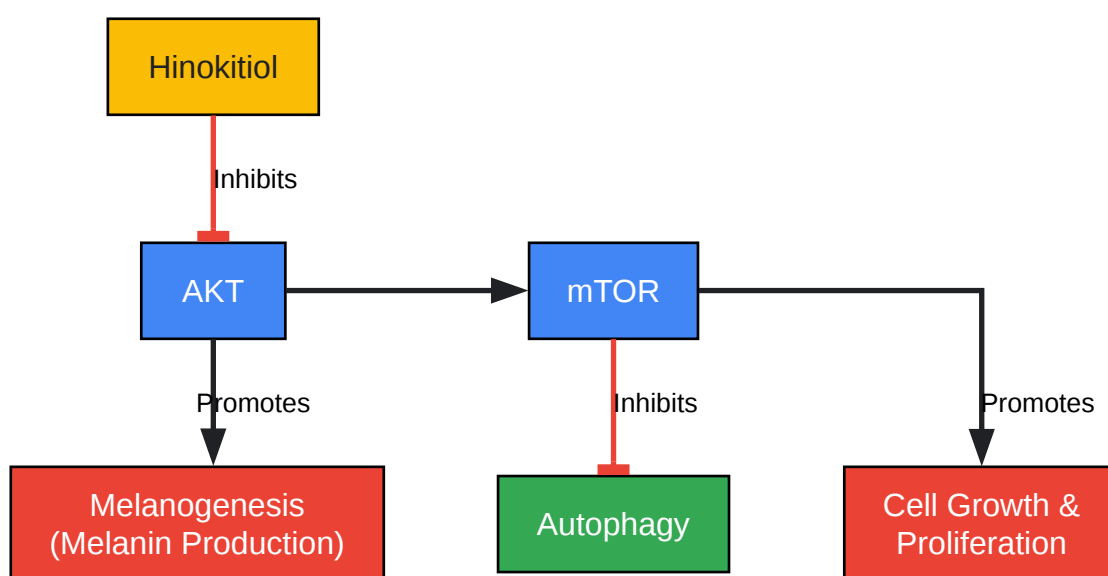 Hinokitiol
Inhibits
AKT
mTOR
Promotes
Inhibits
Promotes
Melanogenesis
(Melanin Production)
Autophagy
Cell Growth &
Proliferation